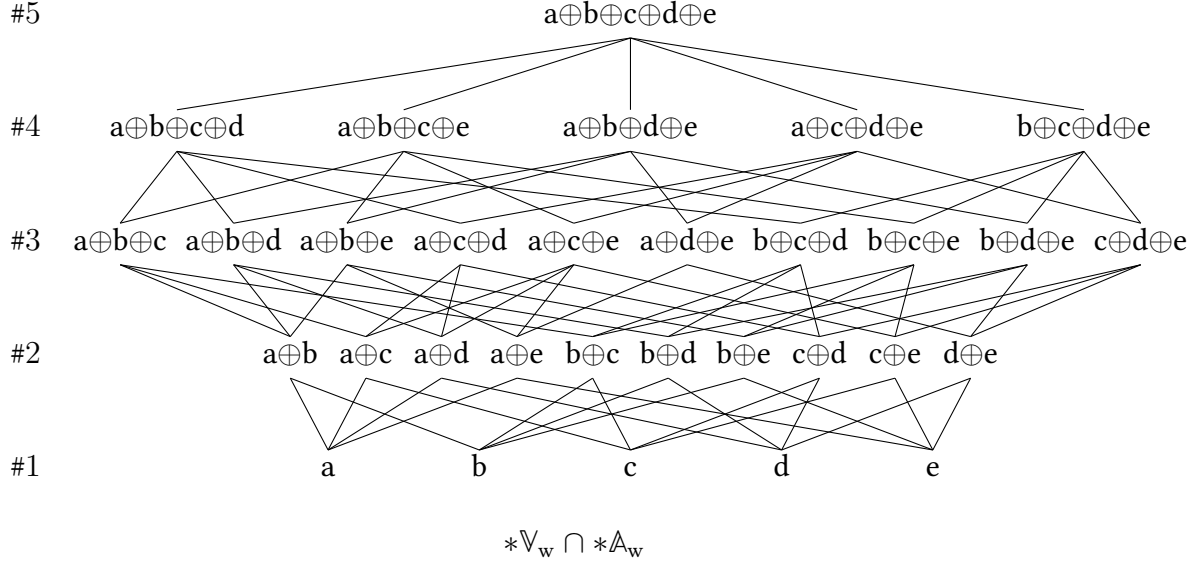 #5 a⊕b⊕c⊕d⊕e
#4 a⊕b⊕c⊕d a⊕b⊕c⊕e a⊕b⊕d⊕e a⊕c⊕d⊕e b⊕c⊕d⊕e
#3 a⊕b⊕c a⊕b⊕d a⊕b⊕e a⊕c⊕d a⊕c⊕e a⊕d⊕e b⊕c⊕d b⊕c⊕e b⊕d⊕e c⊕d⊕e
#2 a⊕b a⊕c a⊕d a⊕e b⊕c b⊕d b⊕e c⊕d c⊕e d⊕e
#1 a b c d e
∗𝕍w ∩ ∗𝔸w